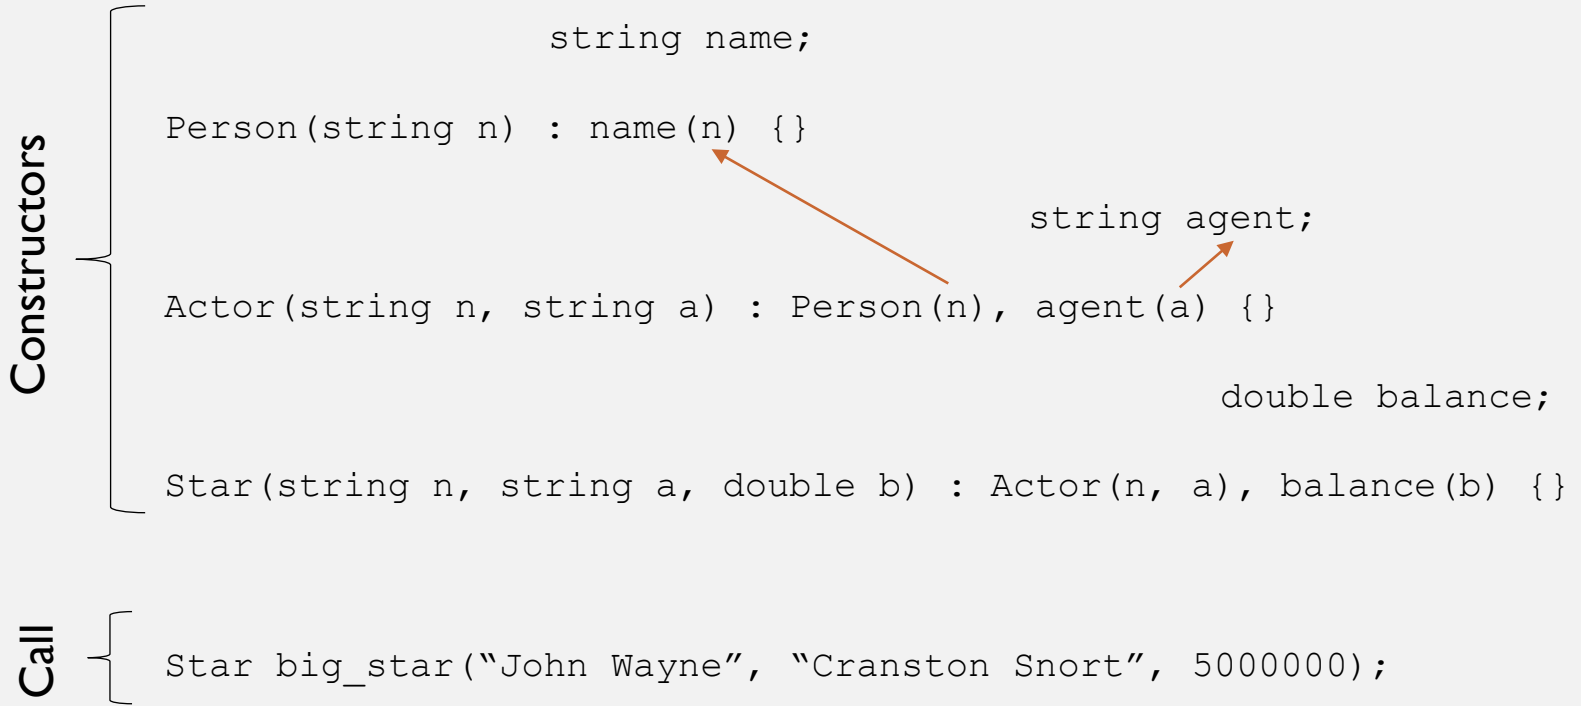 Constructors
string name;
Person(string n) : name(n) {}
string agent;
Actor(string n, string a) : Person(n), agent(a) {}
double balance;
Star(string n, string a, double b) : Actor(n, a), balance(b) {}
Call
Star big_star(“John Wayne”, “Cranston Snort”, 5000000);